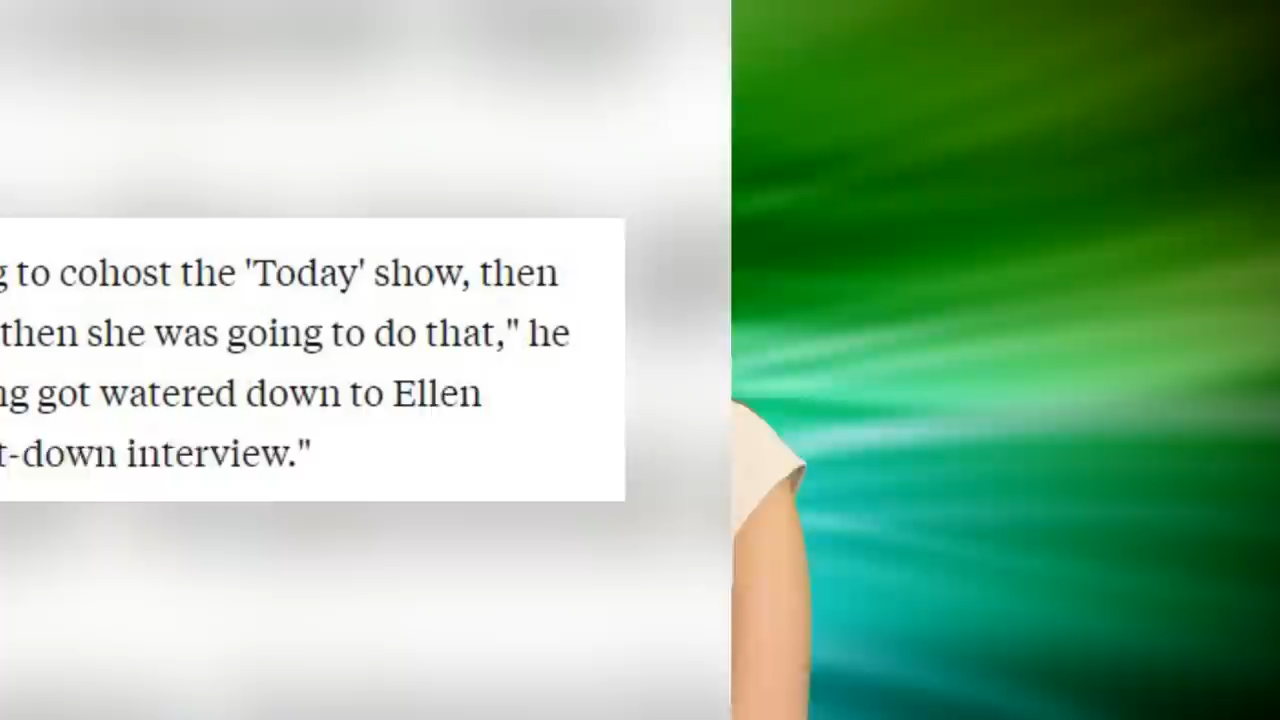 to cohost the 'Today' show, then
then she was going to do that," he
got watered down to Ellen
t-down interview."